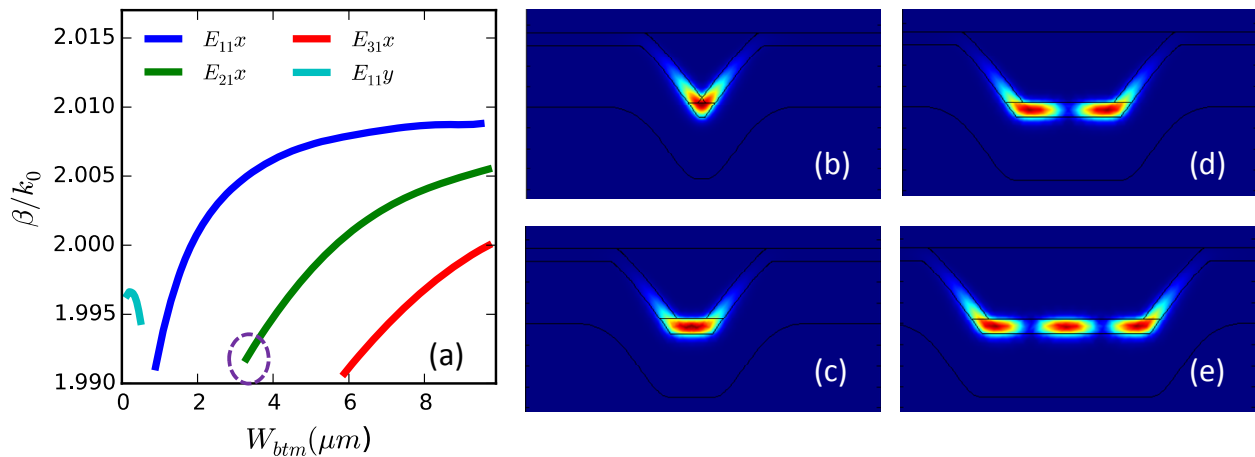 2.015
2.010
2.005
2.000
1.995
1.990
β/k₀
E₁₁x
E₃₁x
E₂₁x
E₁₁y
(a)
0 2 4 6 8
W_btm(μm)
(b)
(d)
(c)
(e)